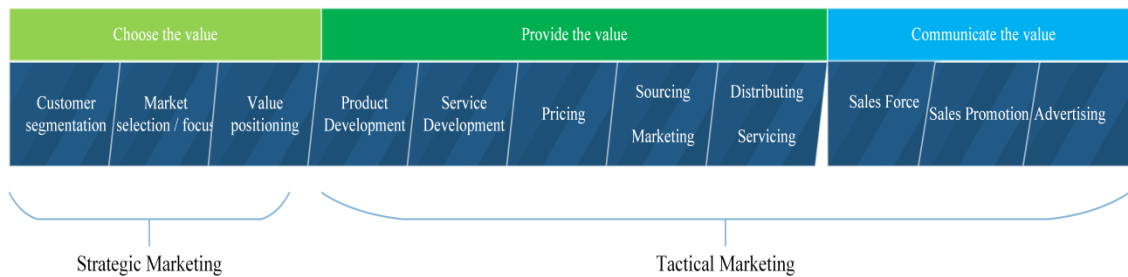 Choose the value
Provide the value
Communicate the value
Customer
segmentation
Market
selection / focus
Value
positioning
Product
Development
Service
Development
Pricing
Sourcing
Marketing
Distributing
Servicing
Sales Force
Sales Promotion
Advertising
Strategic Marketing
Tactical Marketing